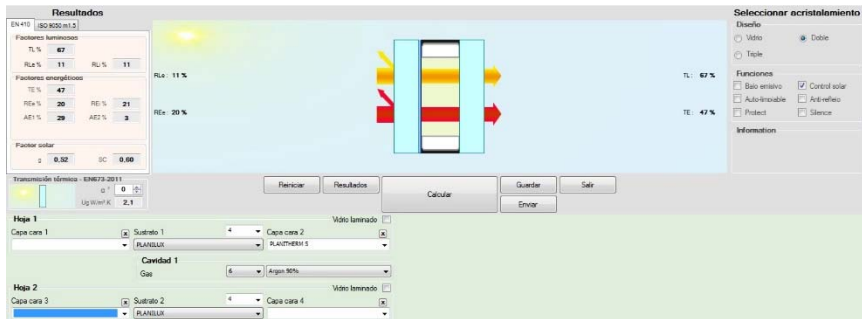 Resultados
EN 410 ISO 9050 m1.5
Factores luminosos
TL % 67
RLe % 11 RLi % 11
Factores energéticos
TE % 47
REe % 20 REi % 21
AE1 % 29 AE2 % 3
Factor solar
g 0,52 SC 0,60
Transmisión térmica - EN673-2011
α ° 0
Ug W/m².K 2,1
RLe : 11 %
REe : 20 %
TL : 67 %
TE : 47 %
Seleccionar acristalamiento
Diseño
Vidrio Doble
Triple
Funciones
Bajo emisivo Control solar
Auto-limpiable Anti-reflejo
Protect Silence
Information
Reiniciar Resultados Calcular Guardar Salir
Enviar
Hoja 1 Vidrio laminado
Capa cara 1 x Sustrato 1 4 Capa cara 2 x
PLANILUX PLANITHERM S
Cavidad 1
Gas 6 Argon 90%
Hoja 2 Vidrio laminado
Capa cara 3 x Sustrato 2 4 Capa cara 4 x
PLANILUX